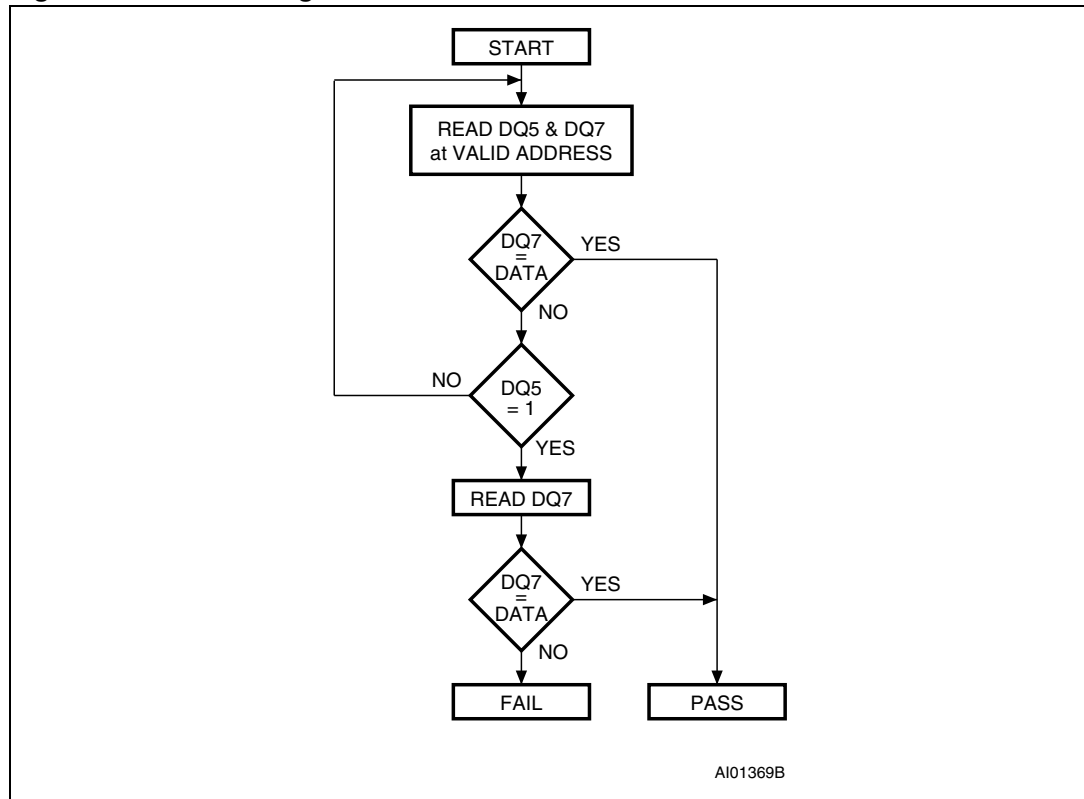 START
READ DQ5 & DQ7
at VALID ADDRESS
DQ7
=
DATA
YES
NO
DQ5
= 1
NO
YES
READ DQ7
DQ7
=
DATA
YES
NO
FAIL
PASS
AI01369B